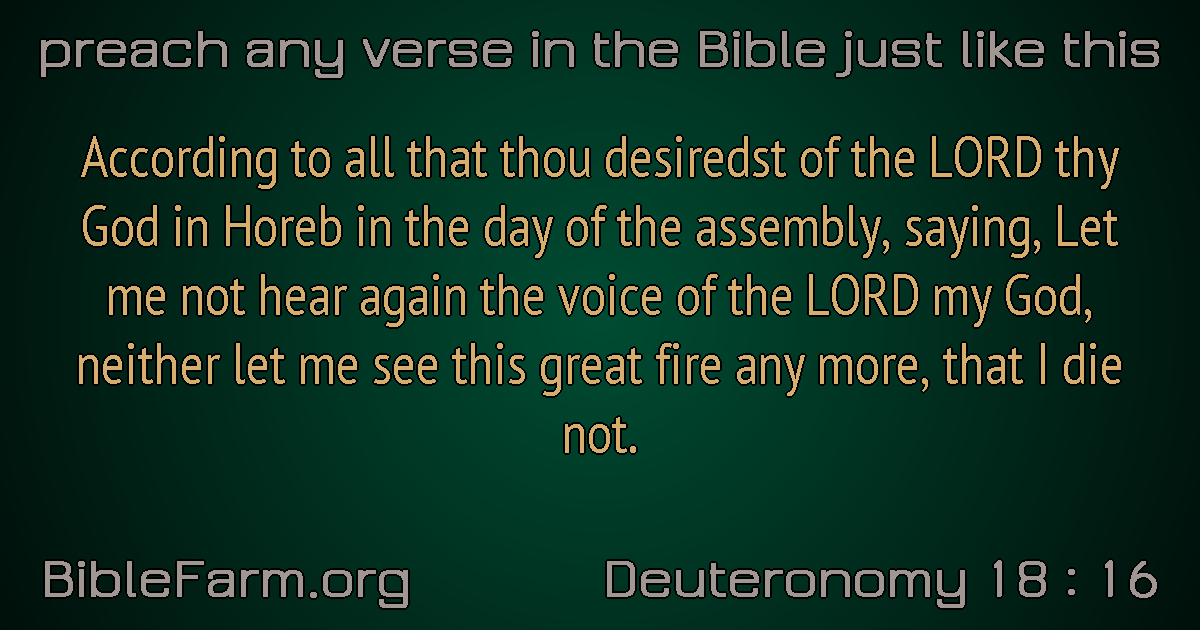 preach any verse in the Bible just like this
According to all that thou desiredst of the LORD thy
God in Horeb in the day of the assembly, saying, Let
me not hear again the voice of the LORD my God,
neither let me see this great fire any more, that I die
not.
BibleFarm.org
Deuteronomy 18 : 16